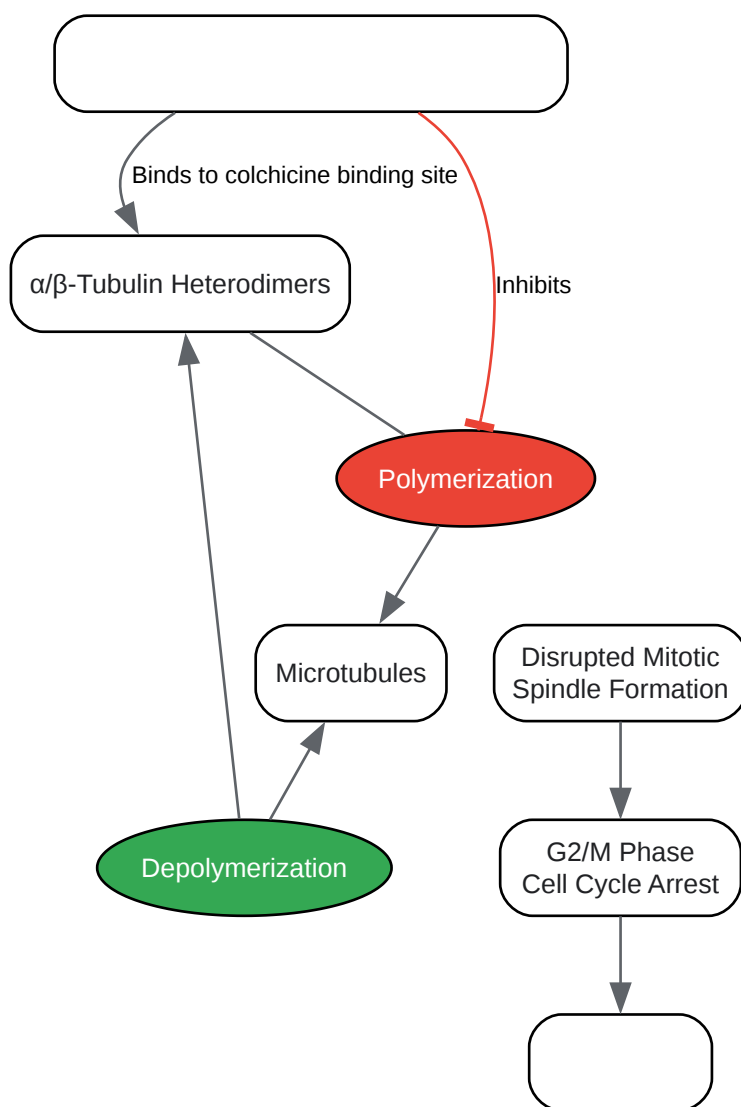 Binds to colchicine binding site
α/β-Tubulin Heterodimers
Inhibits
Polymerization
Microtubules
Disrupted Mitotic
Spindle Formation
Depolymerization
G2/M Phase
Cell Cycle Arrest